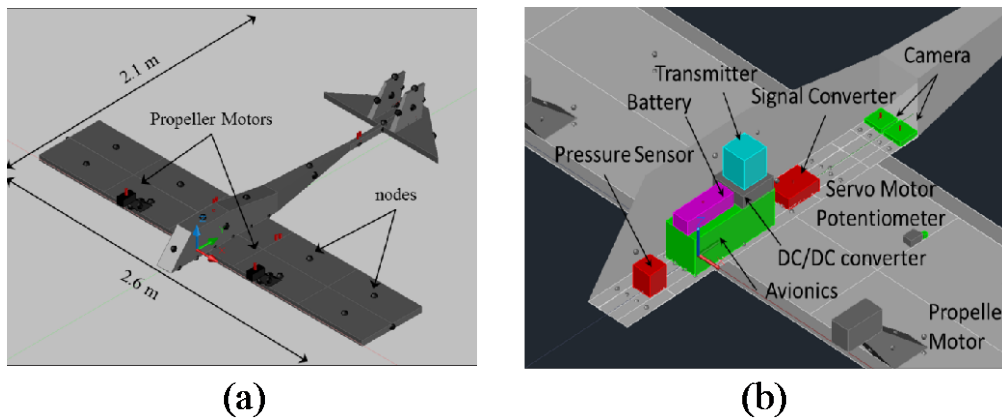 2.1 m
Propeller Motors
nodes
2.6 m
(a)
Camera
Transmitter
Signal Converter
Battery
Pressure Sensor
Servo Motor
Potentiometer
DC/DC converter
Avionics
Propeller
Motor
(b)